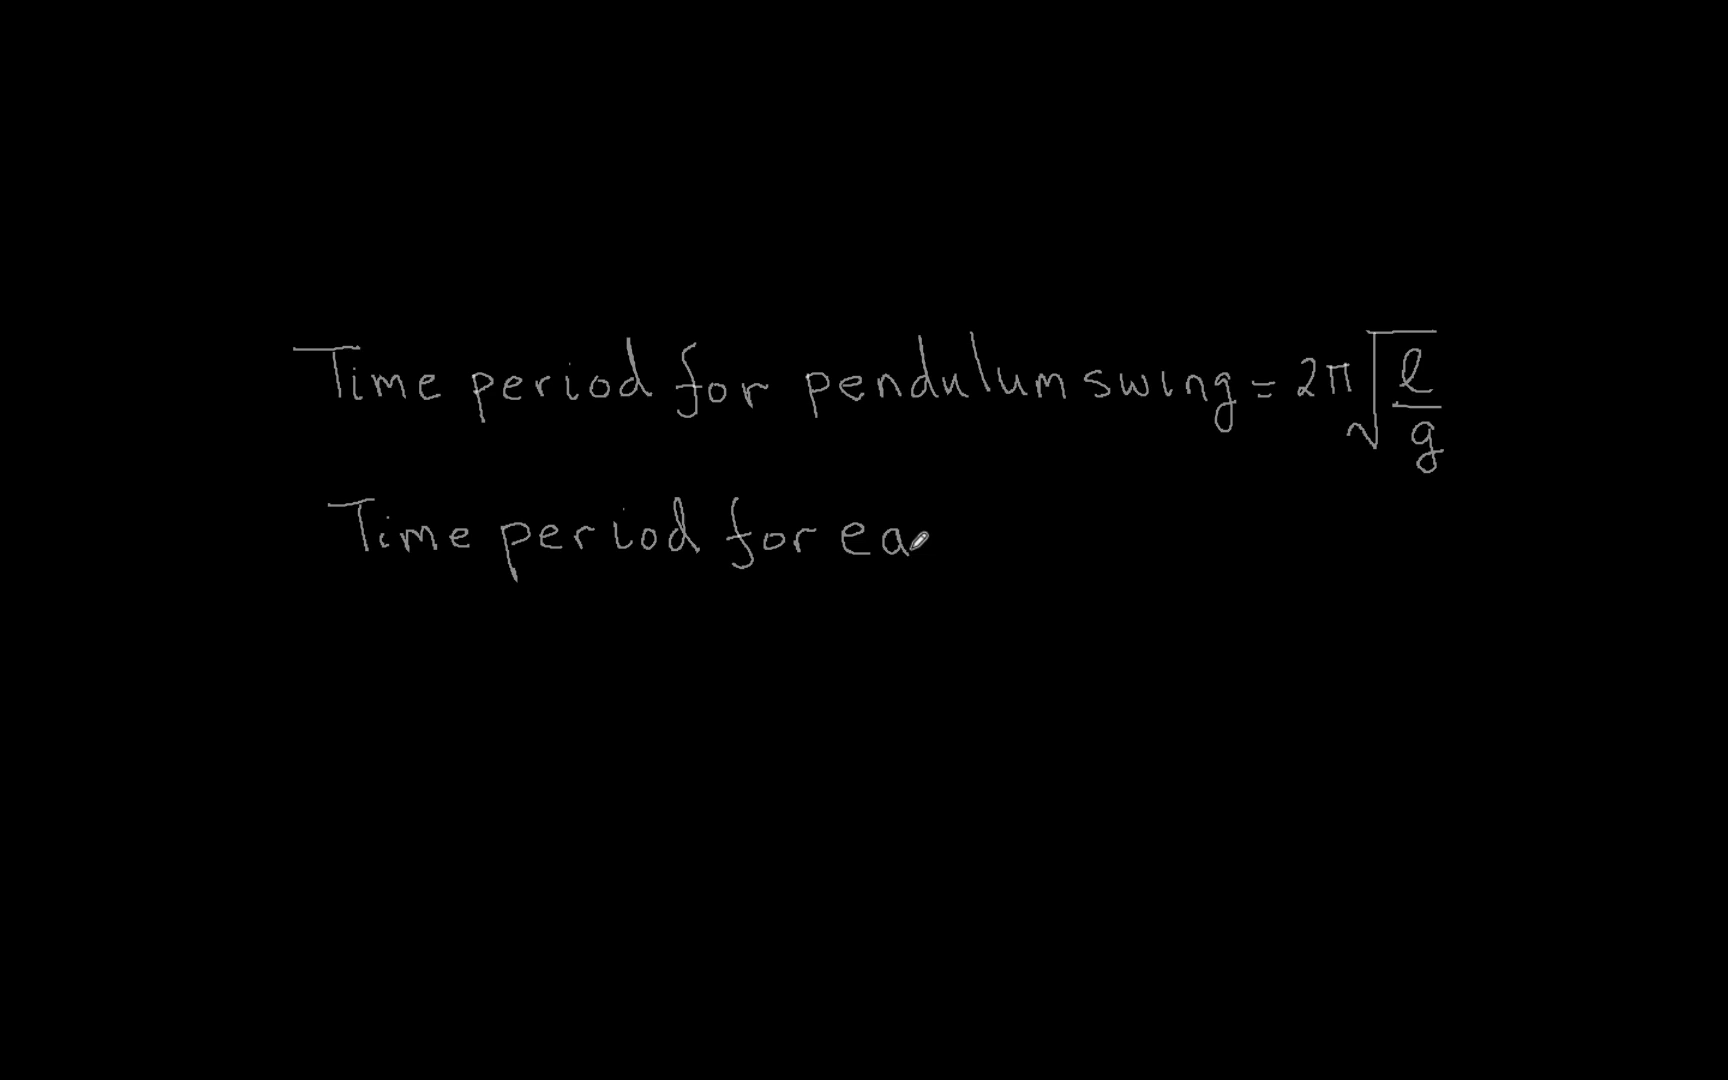 Time period for pendulum swing = 2π√(l/g)
Time period for ea